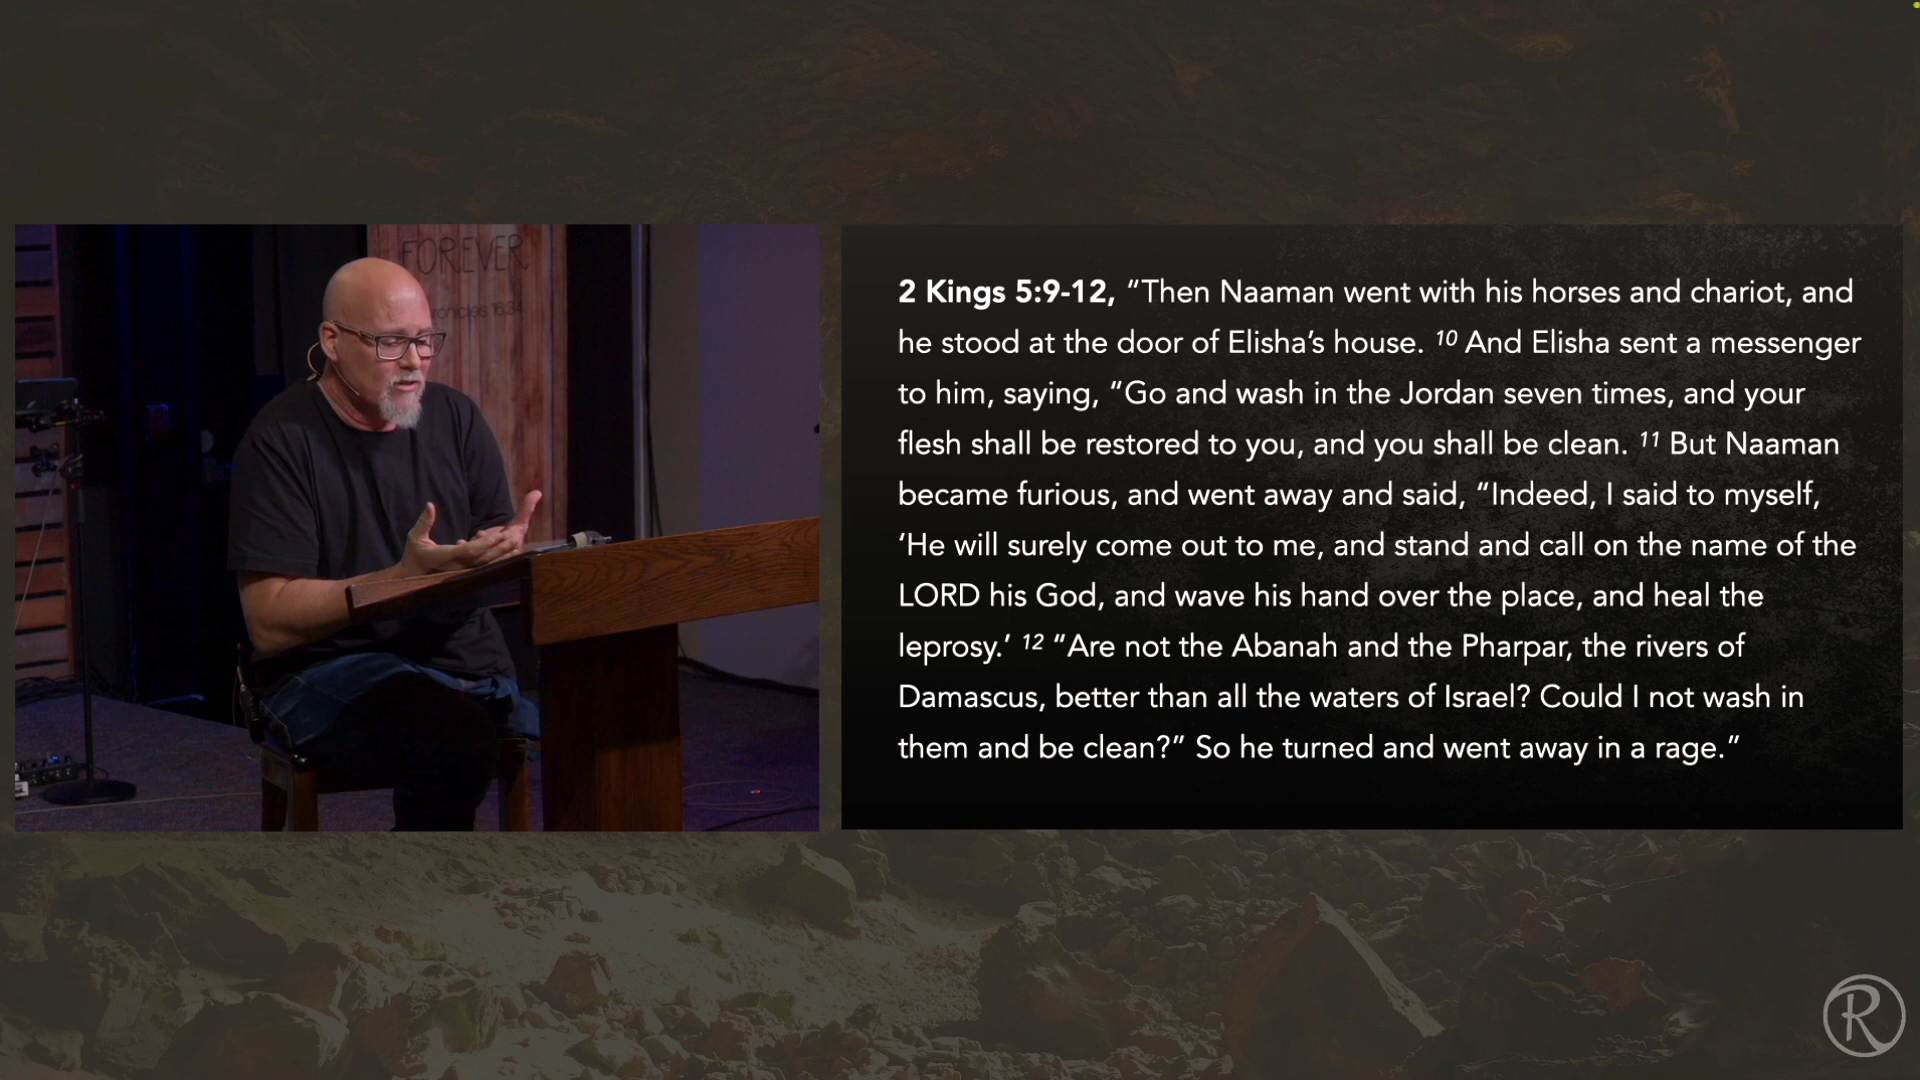 FOREVER
ronicles 16:34
2 Kings 5:9-12, “Then Naaman went with his horses and chariot, and
he stood at the door of Elisha’s house. 10 And Elisha sent a messenger
to him, saying, “Go and wash in the Jordan seven times, and your
flesh shall be restored to you, and you shall be clean. 11 But Naaman
became furious, and went away and said, “Indeed, I said to myself,
‘He will surely come out to me, and stand and call on the name of the
LORD his God, and wave his hand over the place, and heal the
leprosy.’ 12 “Are not the Abanah and the Pharpar, the rivers of
Damascus, better than all the waters of Israel? Could I not wash in
them and be clean?” So he turned and went away in a rage.”
R